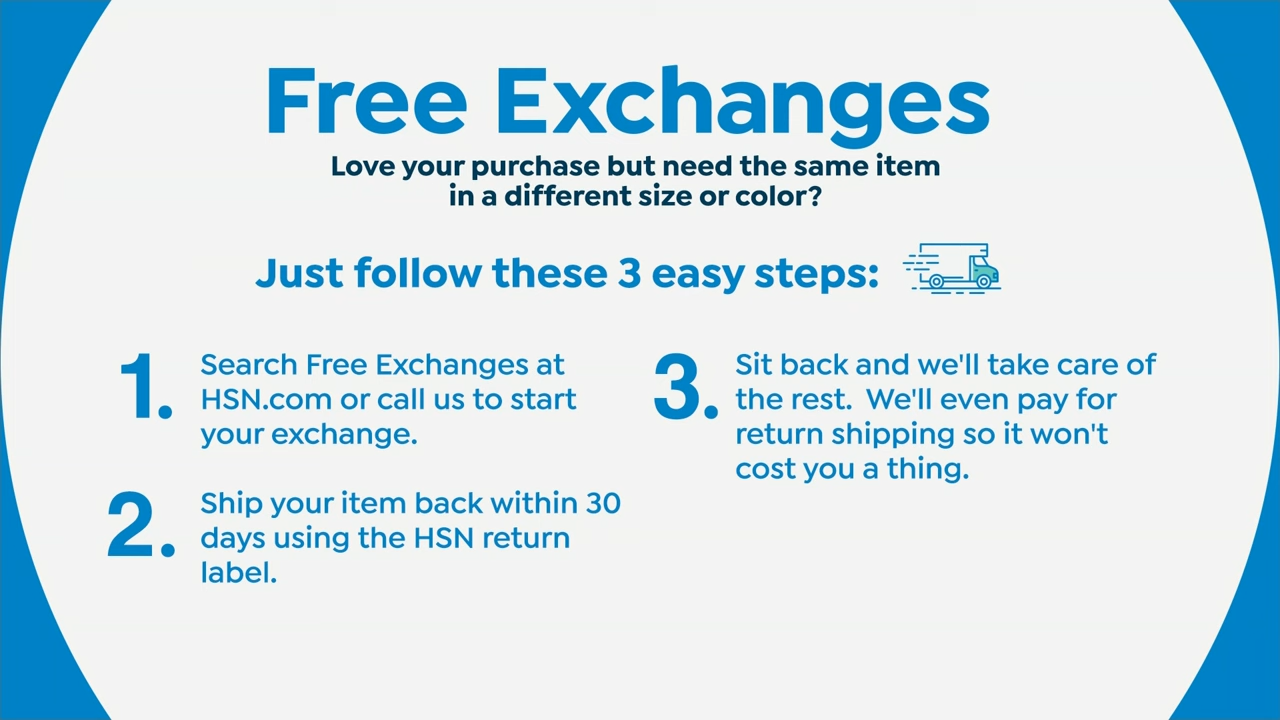 Free Exchanges
Love your purchase but need the same item
in a different size or color?
Just follow these 3 easy steps:
1. Search Free Exchanges at
HSN.com or call us to start
your exchange.
2. Ship your item back within 30
days using the HSN return
label.
3. Sit back and we'll take care of
the rest.  We'll even pay for
return shipping so it won't
cost you a thing.